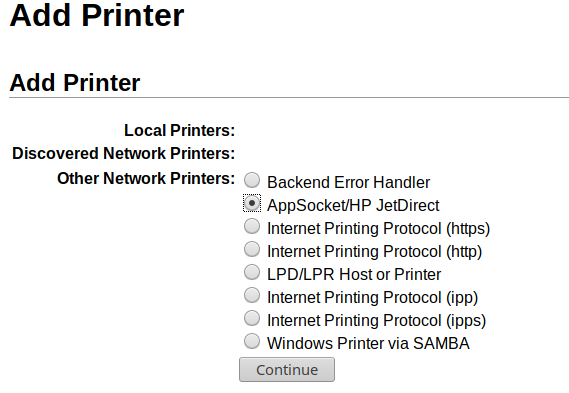 Add Printer
Add Printer
Local Printers:
Discovered Network Printers:
Other Network Printers: Backend Error Handler
AppSocket/HP JetDirect
Internet Printing Protocol (https)
Internet Printing Protocol (http)
LPD/LPR Host or Printer
Internet Printing Protocol (ipp)
Internet Printing Protocol (ipps)
Windows Printer via SAMBA
Continue